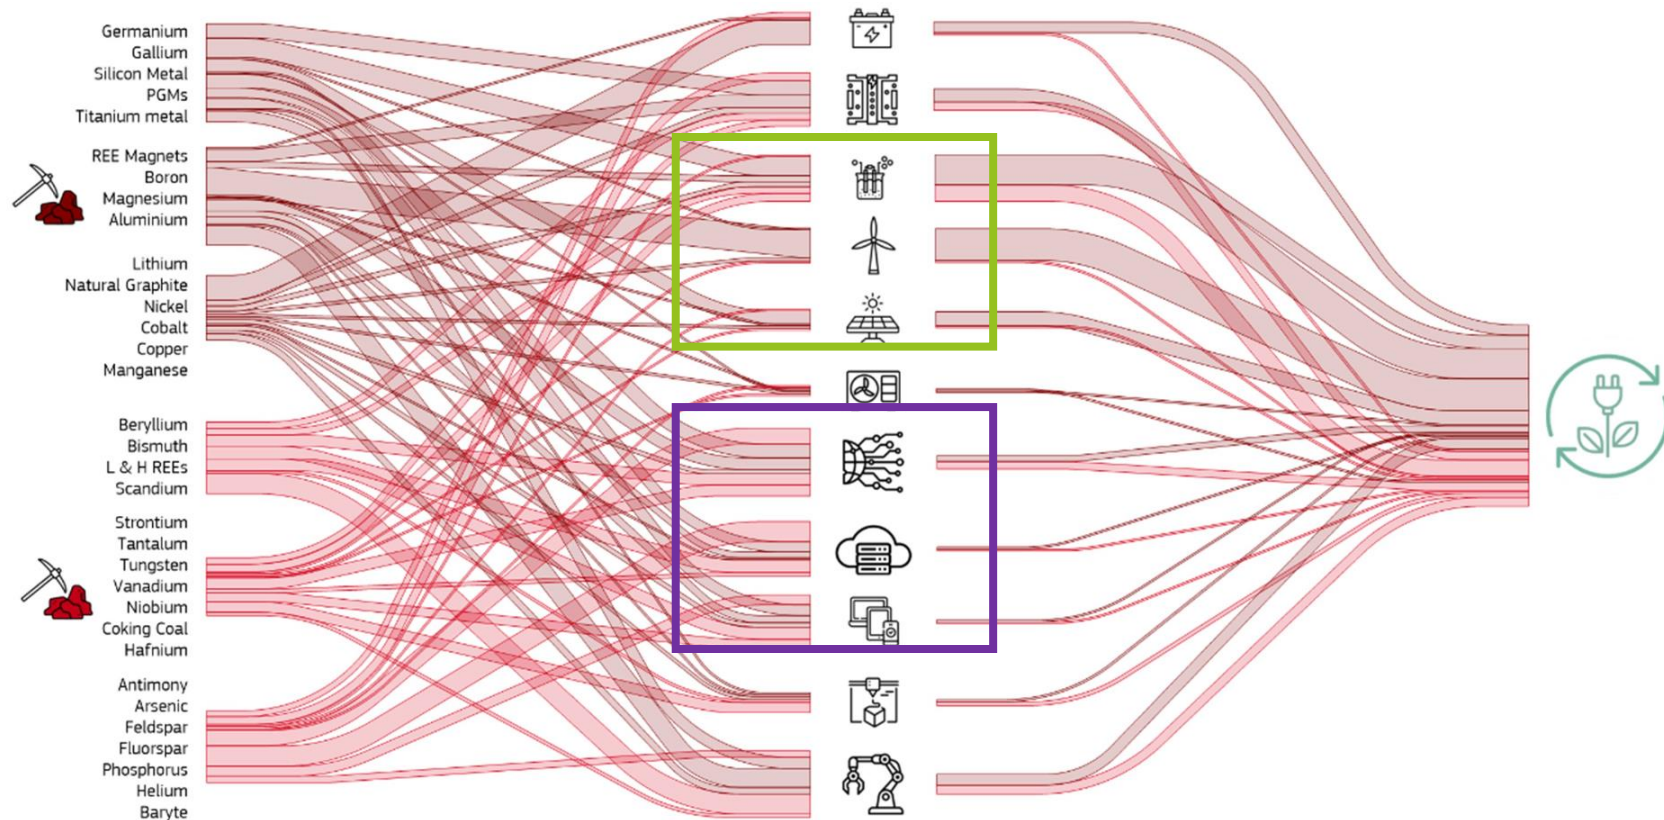 Germanium
Gallium
Silicon Metal
PGMs
Titanium metal
REE Magnets
Boron
Magnesium
Aluminium
Lithium
Natural Graphite
Nickel
Cobalt
Copper
Manganese
Beryllium
Bismuth
L & H REEs
Scandium
Strontium
Tantalum
Tungsten
Vanadium
Niobium
Coking Coal
Hafnium
Antimony
Arsenic
Feldspar
Fluorspar
Phosphorus
Helium
Baryte